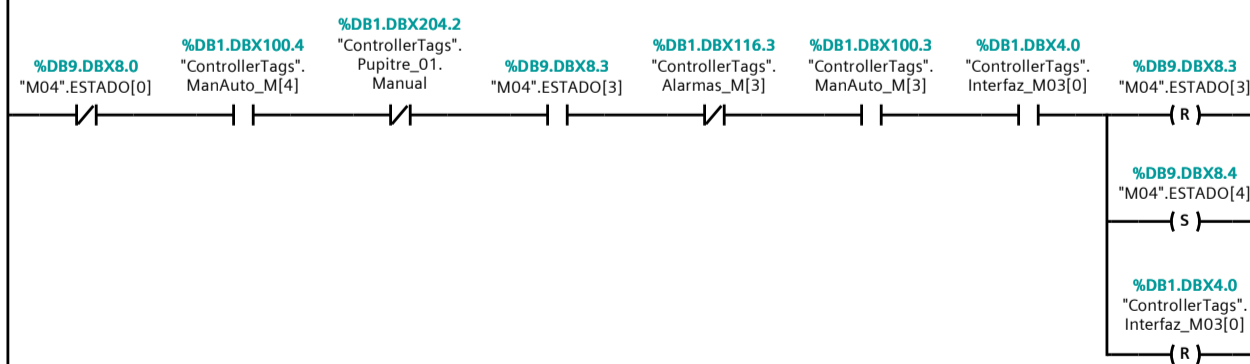 %DB9.DBX8.0
"M04".ESTADO[0]
%DB1.DBX100.4
"ControllerTags".
ManAuto_M[4]
%DB1.DBX204.2
"ControllerTags".
Pupitre_01.
Manual
%DB9.DBX8.3
"M04".ESTADO[3]
%DB1.DBX116.3
"ControllerTags".
Alarmas_M[3]
%DB1.DBX100.3
"ControllerTags".
ManAuto_M[3]
%DB1.DBX4.0
"ControllerTags".
Interfaz_M03[0]
%DB9.DBX8.3
"M04".ESTADO[3]
R
%DB9.DBX8.4
"M04".ESTADO[4]
S
%DB1.DBX4.0
"ControllerTags".
Interfaz_M03[0]
R